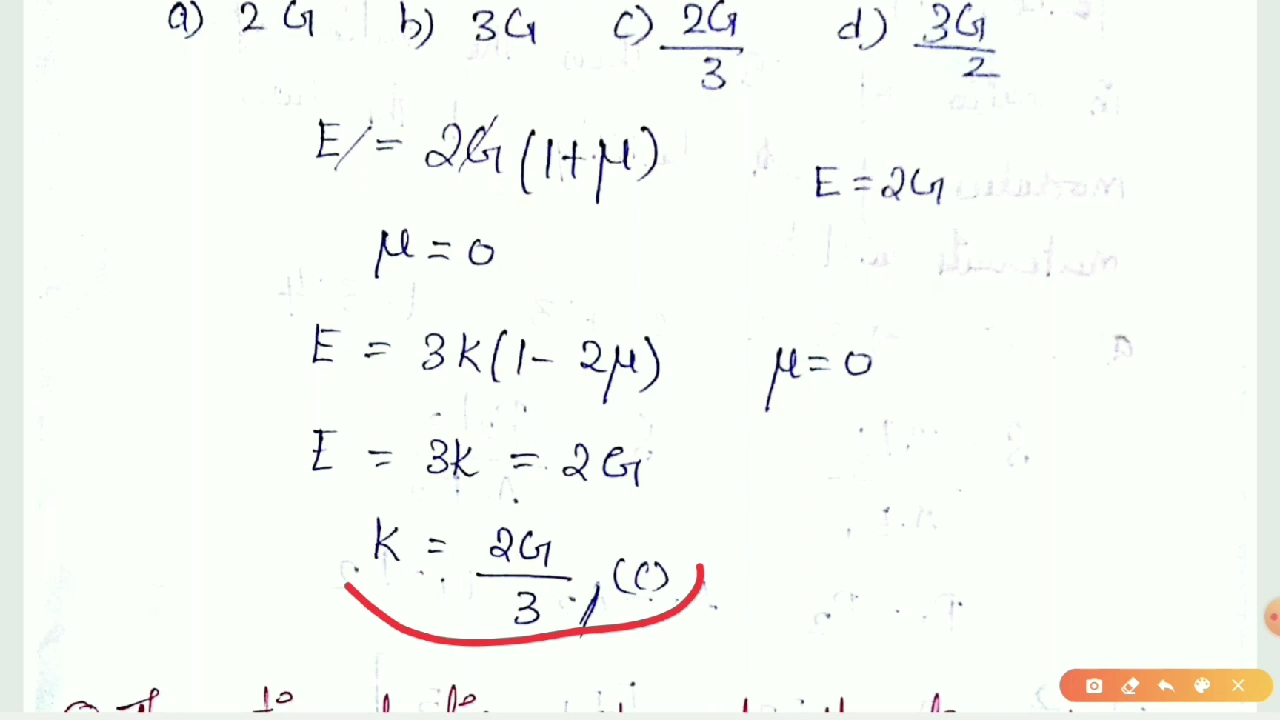 a) 2G b) 3G c) 2G/3 d) 3G/2
E = 2G(1+μ)
E = 2G
μ = 0
E = 3K(1- 2μ) μ = 0
E = 3K = 2G
K = 2G/3, (C)